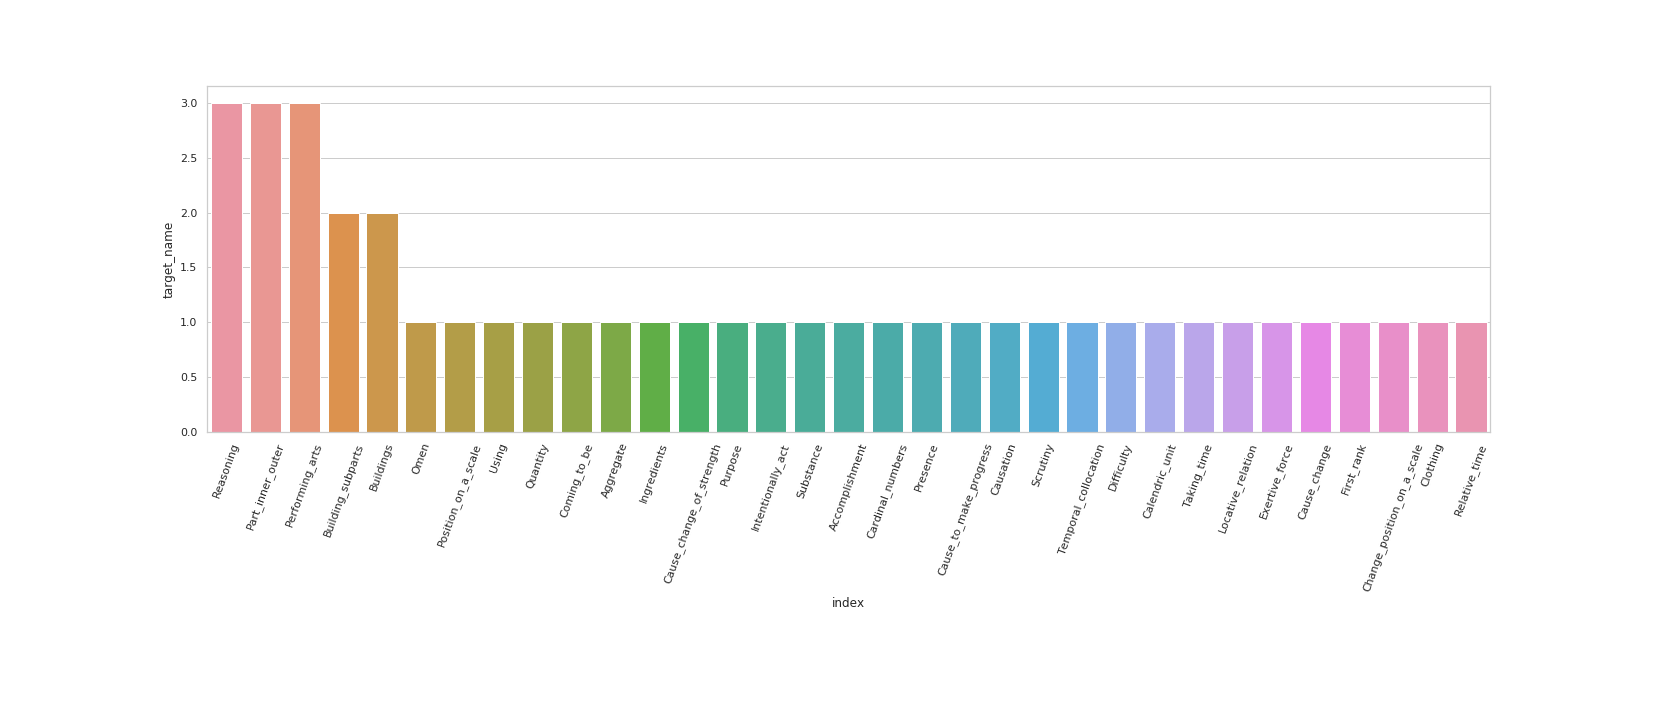 3.0
2.5
2.0
1.5
1.0
0.5
0.0
target_name
Reasoning
Part_inner_outer
Performing_arts
Building_subparts
Buildings
Omen
Position_on_a_scale
Using
Quantity
Coming_to_be
Aggregate
Ingredients
Cause_change_of_strength
Purpose
Intentionally_act
Substance
Accomplishment
Cardinal_numbers
Presence
Cause_to_make_progress
Causation
Scrutiny
Temporal_collocation
Difficulty
Calendric_unit
Taking_time
Locative_relation
Exertive_force
Cause_change
First_rank
Change_position_on_a_scale
Clothing
Relative_time
index